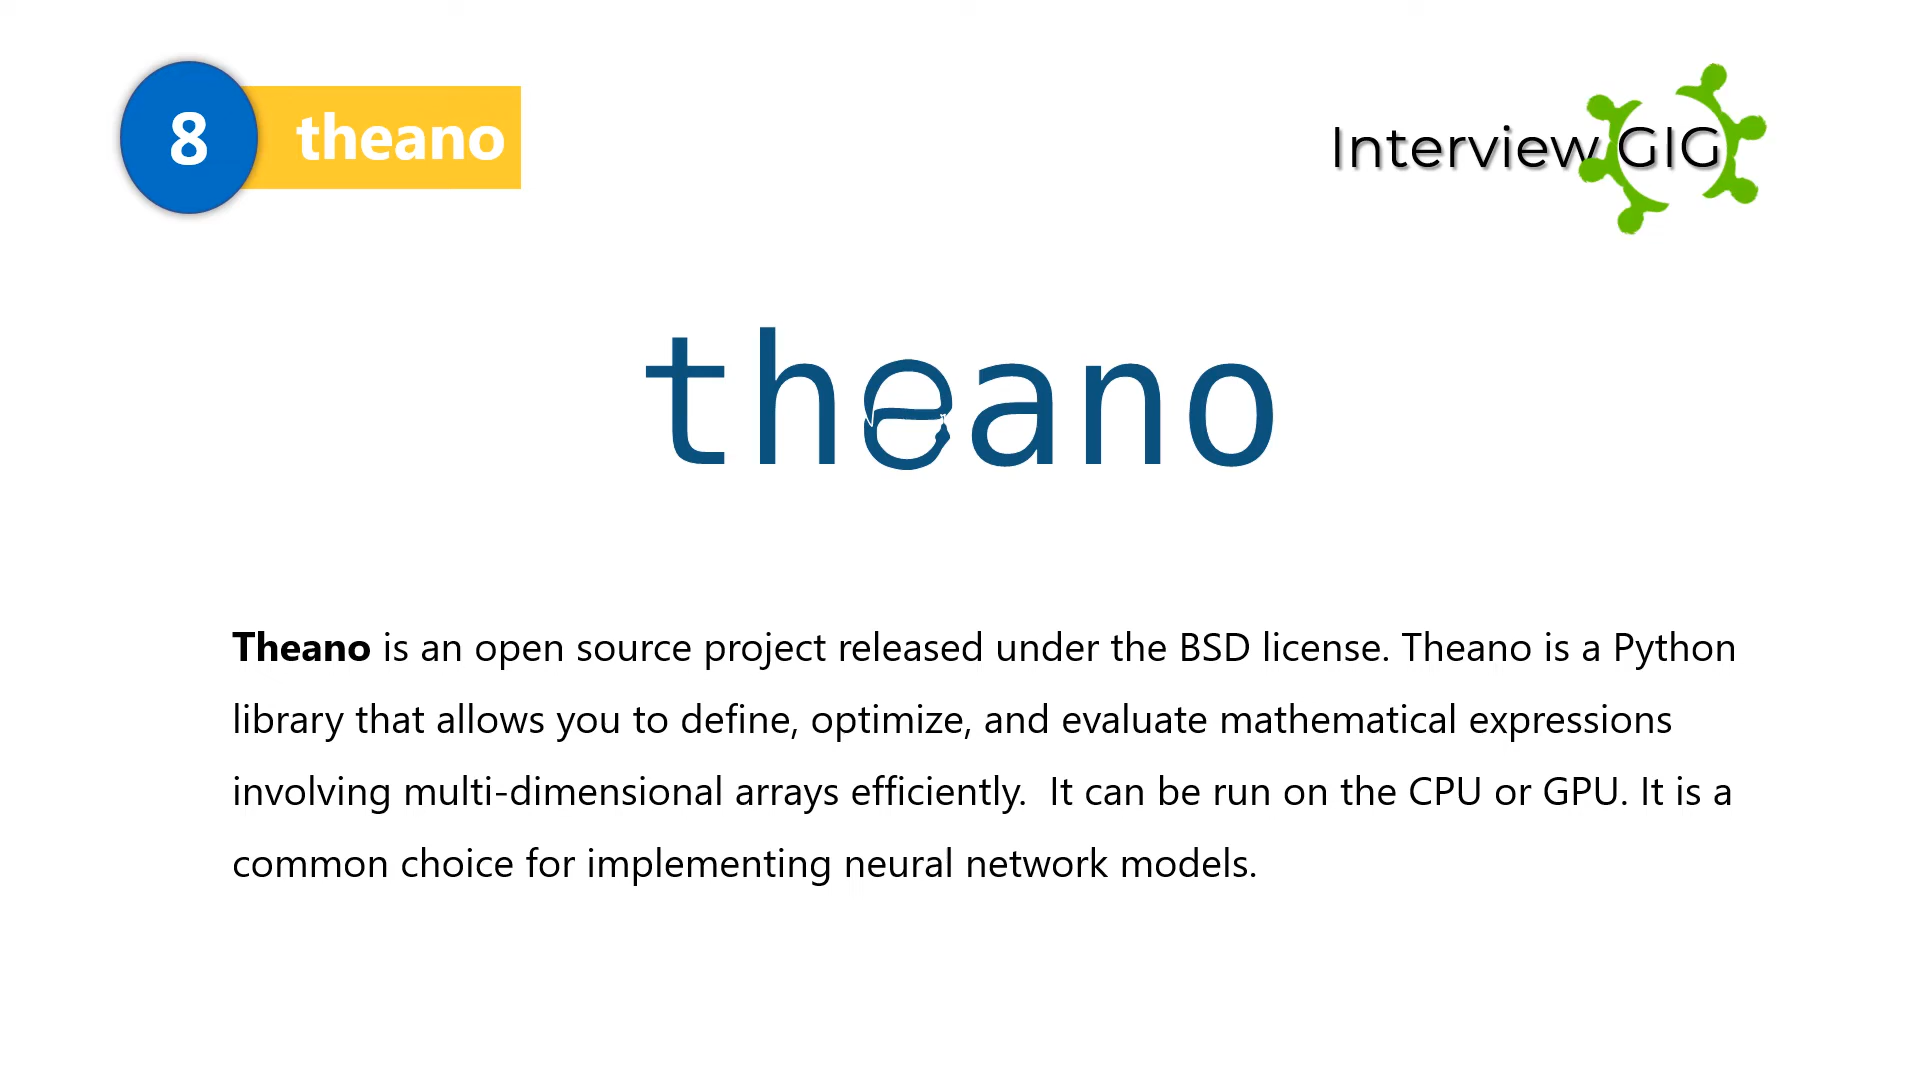 8 theano
Interview GIG
theano
Theano is an open source project released under the BSD license. Theano is a Python
library that allows you to define, optimize, and evaluate mathematical expressions
involving multi-dimensional arrays efficiently.  It can be run on the CPU or GPU. It is a
common choice for implementing neural network models.